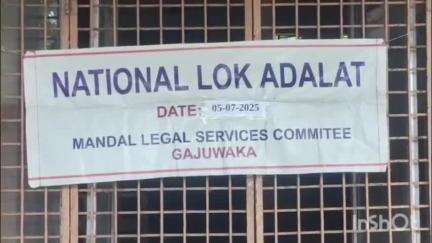 NATIONAL LOK ADALAT
DATE: 05-07-2025
MANDAL LEGAL SERVICES COMMITEE
GAJUWAKA
InShOt